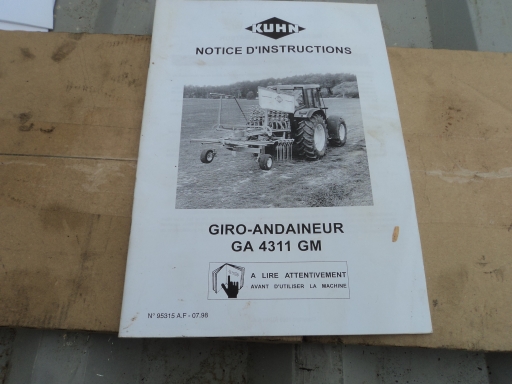 KUHN
NOTICE D'INSTRUCTIONS
GIRO-ANDAINEUR
GA 4311 GM
A LIRE ATTENTIVEMENT
AVANT D'UTILISER LA MACHINE
N° 95315 A.F - 07.98